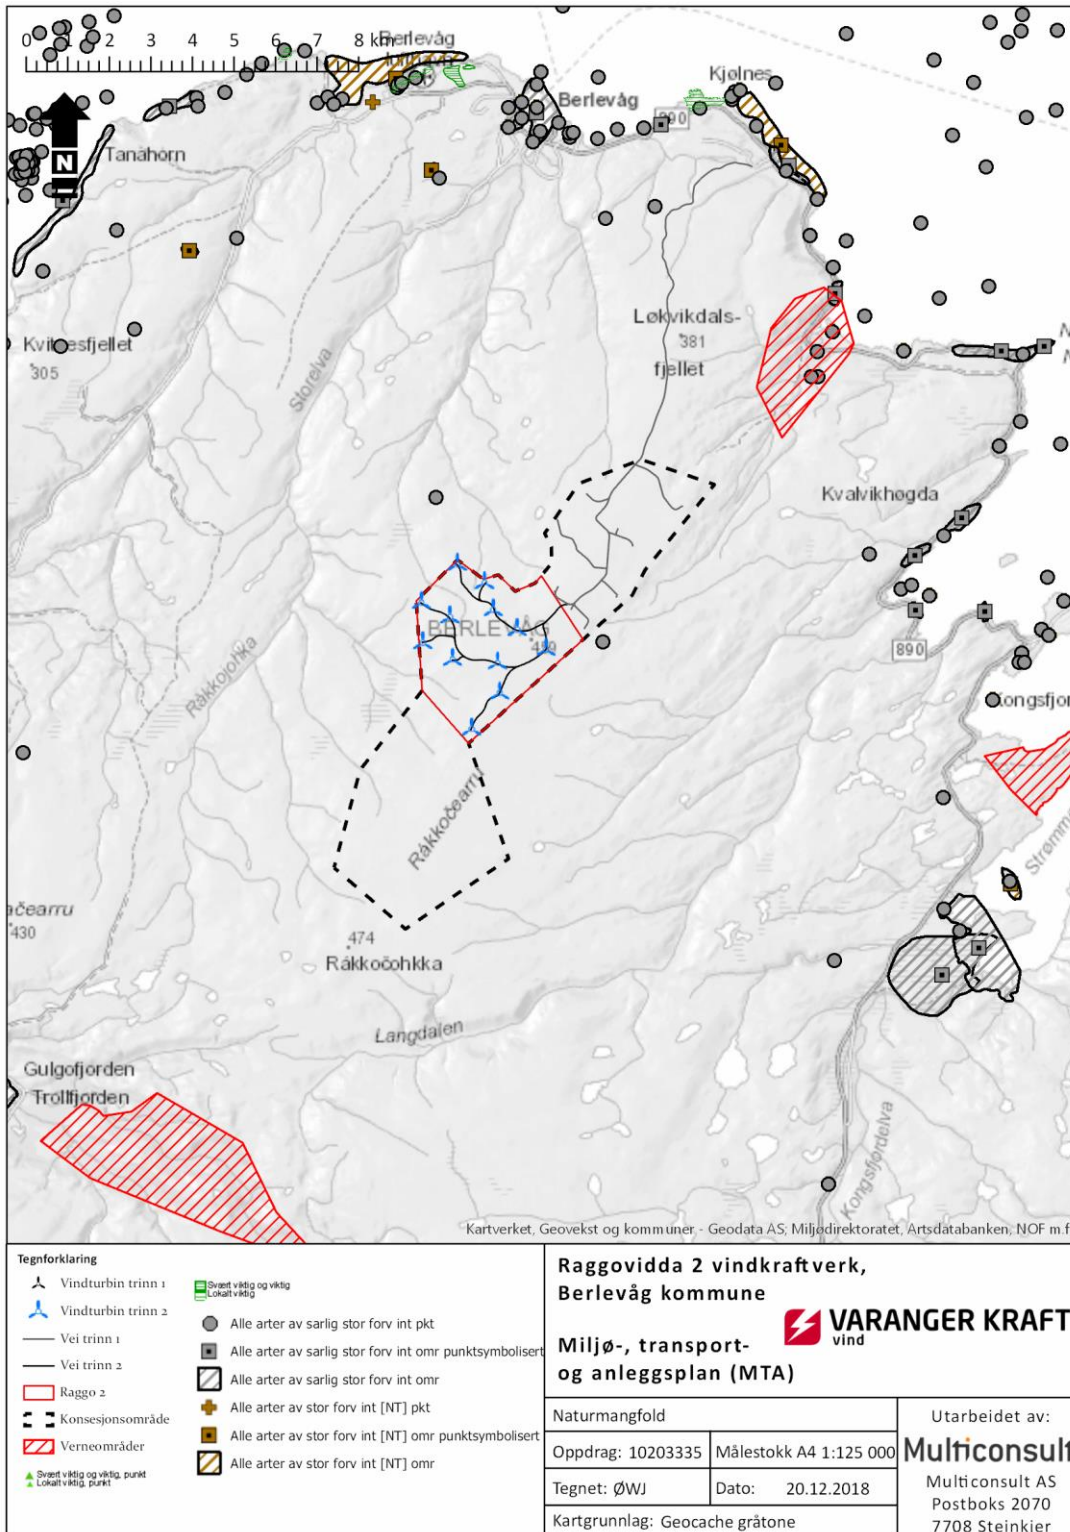 0 1 2 3 4 5 6 7 8 km
Berlevåg
Kjølnes
Berlevåg
890
Tanahorn
Løkvikdals-
381
fjellet
305
Storelva
Kvalvikhøgda
BERLEVÅG
459
890
Råkkojohka
Kongsfjor
Råkkočearru
Strømm
ačearru
430
474
Råkkočohkka
Langdalen
Gulgofjorden
Trollfjorden
Kongsfjordelva
Kartverket, Geovekst og kommuner - Geodata AS, Miljødirektoratet, Artsdatabanken, NOF m.f
N
Tegnforklaring
Vindturbin trinn 1
Vindturbin trinn 2
Vei trinn 1
Vei trinn 2
Raggo 2
Konsesjonsområde
Verneområder
Svært viktig og viktig, punkt
Lokalt viktig, punkt
Svært viktig og viktig
Lokalt viktig
Alle arter av sarlig stor forv int pkt
Alle arter av sarlig stor forv int omr punktsymbolisert
Alle arter av sarlig stor forv int omr
Alle arter av stor forv int [NT] pkt
Alle arter av stor forv int [NT] omr punktsymbolisert
Alle arter av stor forv int [NT] omr
Raggovidda 2 vindkraftverk,
Berlevåg kommune
VARANGER KRAFT
vind
Miljø-, transport-
og anleggsplan (MTA)
Naturmangfold
Oppdrag: 10203335
Målestokk A4 1:125 000
Tegnet: ØWJ
Dato: 20.12.2018
Kartgrunnlag: Geocache gråtone
Utarbeidet av:
Multiconsult
Multiconsult AS
Postboks 2070
7708 Steinkjer